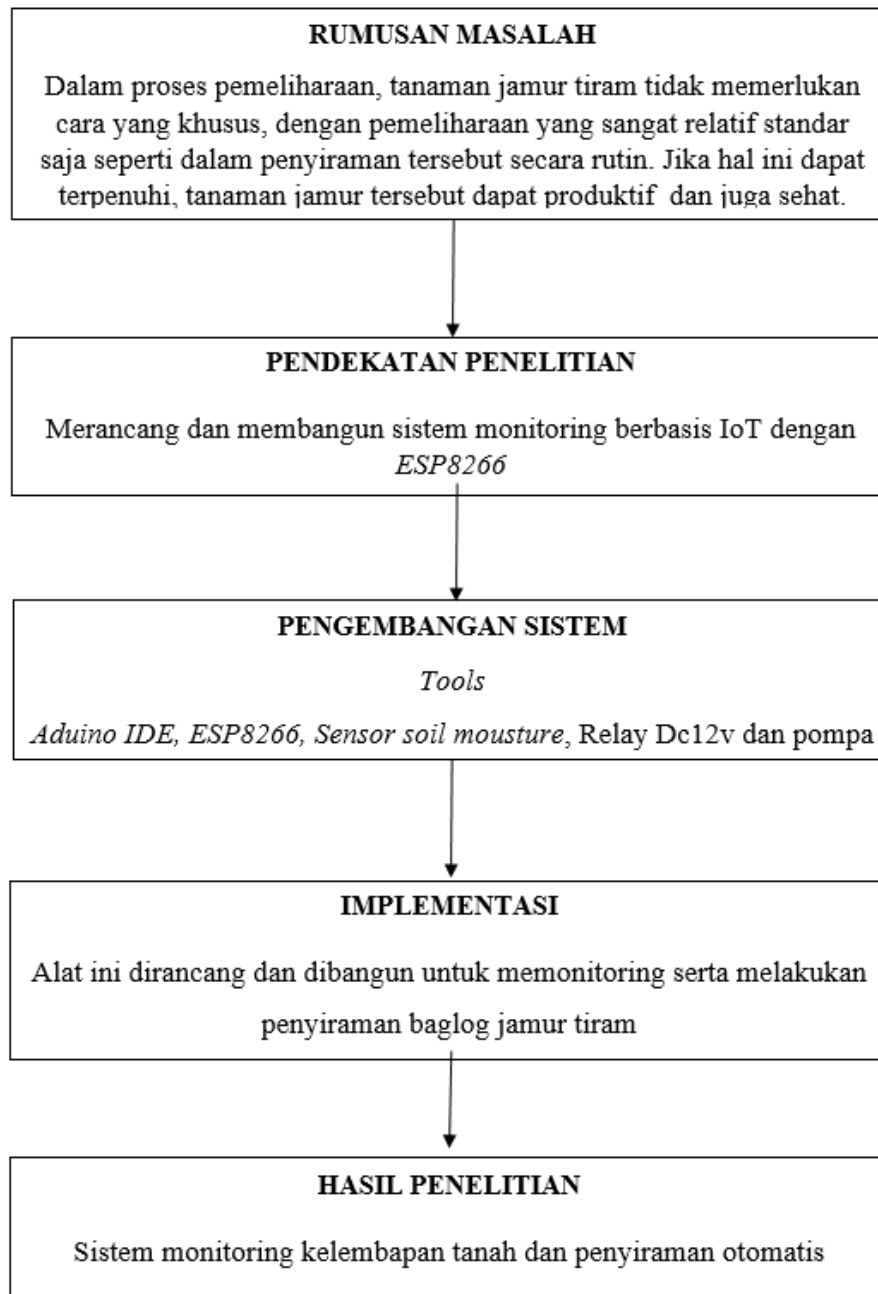 RUMUSAN MASALAH
Dalam proses pemeliharaan, tanaman jamur tiram tidak memerlukan
cara yang khusus, dengan pemeliharaan yang sangat relatif standar
saja seperti dalam penyiraman tersebut secara rutin. Jika hal ini dapat
terpenuhi, tanaman jamur tersebut dapat produktif dan juga sehat.
PENDEKATAN PENELITIAN
Merancang dan membangun sistem monitoring berbasis IoT dengan
ESP8266
PENGEMBANGAN SISTEM
Tools
Aduino IDE, ESP8266, Sensor soil mousture, Relay Dc12v dan pompa
IMPLEMENTASI
Alat ini dirancang dan dibangun untuk memonitoring serta melakukan
penyiraman baglog jamur tiram
HASIL PENELITIAN
Sistem monitoring kelembapan tanah dan penyiraman otomatis